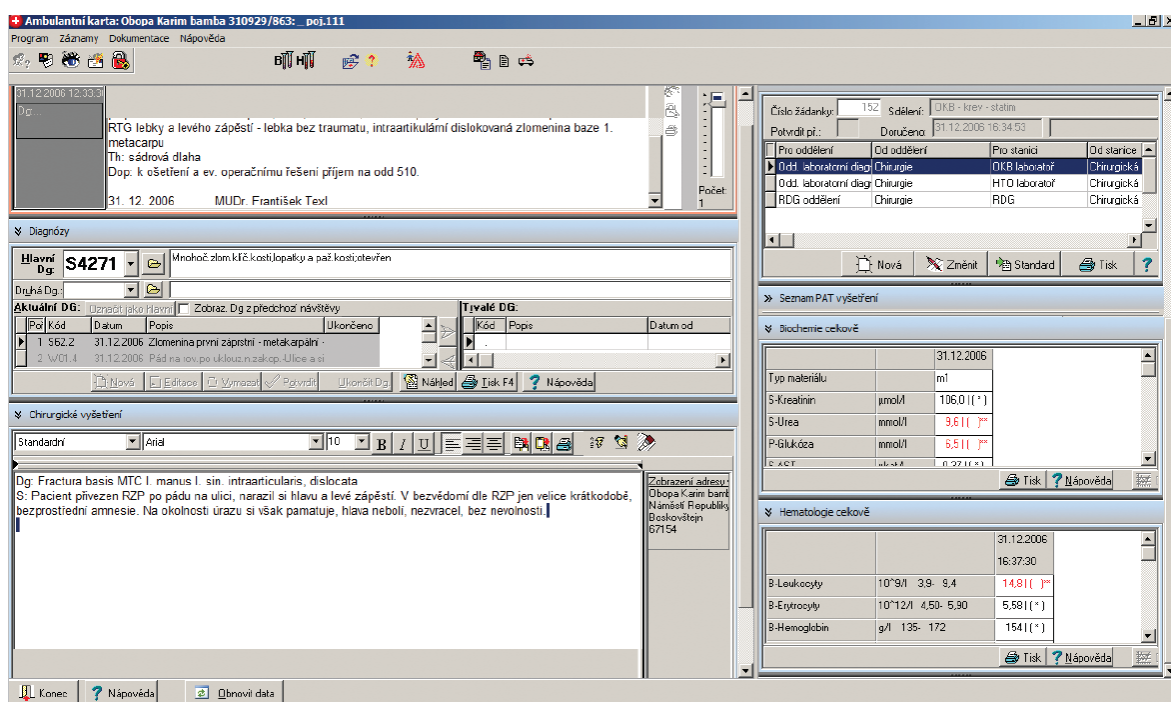 Ambulantní karta: Obopa Karim bamba 310929/863: _ poj.111
Program Záznamy Dokumentace Nápověda
31.12.2006 12.33.3
Dg:...
RTG lebky a levého zápěstí - lebka bez traumatu, intraartikulární dislokovaná zlomenina baze 1.
metacarpu
Th: sádrová dlaha
Dop: k ošetření a ev. operačnímu řešení příjem na odd 510.
31. 12. 2006 MUDr. František Texl
Počet:
1
Diagnózy
Hlavní Dg: S4271 Mnohoč.zlom.klíč.kosti,lopatky a paž.kosti;otevřen
Druhá Dg.:
Aktuální DG: Označit jako Hlavní Zobraz. Dg z předchozí návštěvy
Poř Kód Datum Popis Ukončeno
1 S62.2 31.12.2006 Zlomenina první záprstní - metakarpální -
2 W01.4 31.12.2006 Pád na rov.po uklouz.n.zakop.-Ulice a si
Trvalé DG:
Kód Popis Datum od
Nová Editace Vymazat Potvrdit Ukončit Dg. Náhled Tisk F4 Nápověda
Chirurgické vyšetření
Standardní Arial 10 B I U
Dg: Fractura basis MTC I. manus l. sin. intraarticularis, dislocata
S: Pacient přivezen RZP po pádu na ulici, narazil si hlavu a levé zápěstí. V bezvědomí dle RZP jen velice krátkodobě,
bezprostřední amnesie. Na okolnosti úrazu si však pamatuje, hlava nebolí, nezvracel, bez nevolnosti.
Zobrazení adresy
Obopa Karim bamb
Náměstí Republiky
Boskovštejn
67154
Konec Nápověda Obnovit data
Číslo žádanky: 152 Sdělení: OKB - krev - statim
Potvrdit př.: Doručeno: 31.12.2006 16:34:53
Pro oddělení Od oddělení Pro stanici Od stanice
Odd. laboratorní diag Chirurgie OKB laboratoř Chirurgická
Odd. laboratorní diag Chirurgie HTO laboratoř Chirurgická
RDG oddělení Chirurgie RDG Chirurgická
Nová Změnit Standard Tisk ?
Seznam PAT vyšetření
Biochemie celkově
31.12.2006
Typ materiálu m1
S-Kreatinin µmol/l 106,0 | ( * )
S-Urea mmol/l 9,6 | ( )**
P-Glukóza mmol/l 6,5 | ( )**
S-AST µkat/l 0,37 | ( * )
Tisk Nápověda
Hematologie celkově
31.12.2006
16:37:30
B-Leukocyty 10^9/l 3,9- 9,4 14,8 | ( )**
B-Erytrocyty 10^12/l 4,50- 5,90 5,58 | ( * )
B-Hemoglobin g/l 135- 172 154 | ( * )
Tisk Nápověda